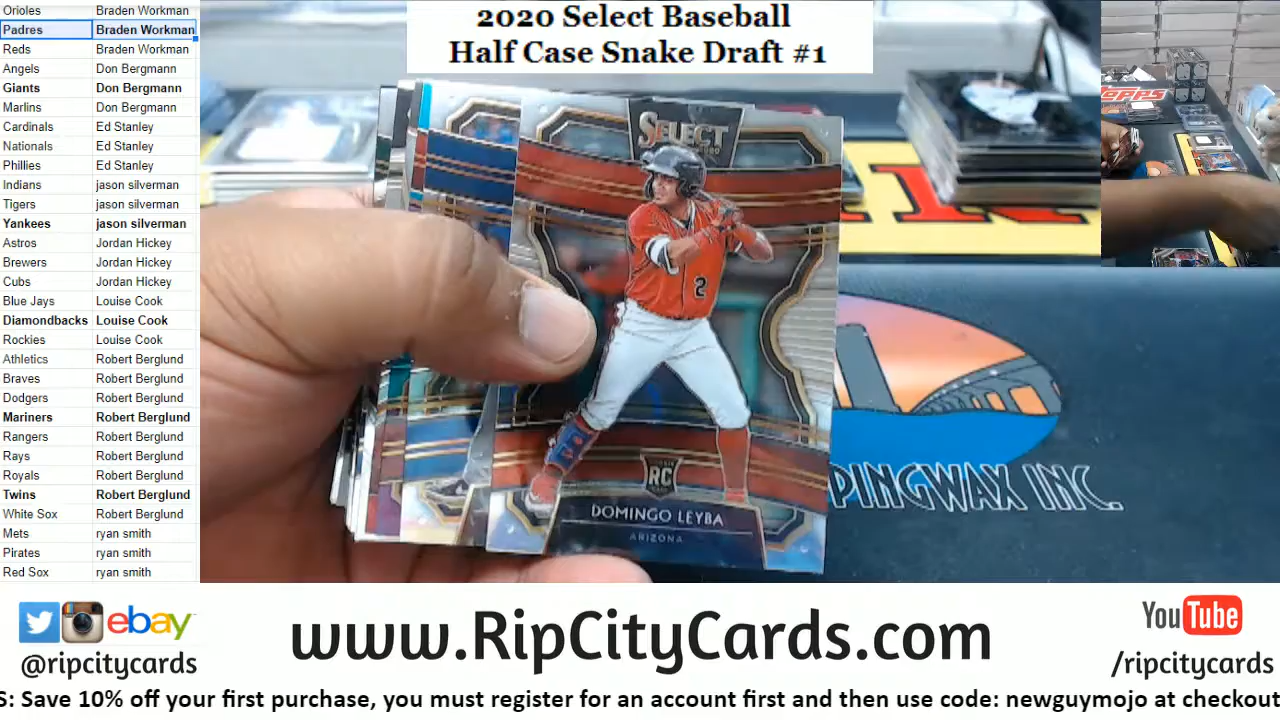 Orioles Braden Workman
Padres Braden Workman
Reds Braden Workman
Angels Don Bergmann
Giants Don Bergmann
Marlins Don Bergmann
Cardinals Ed Stanley
Nationals Ed Stanley
Phillies Ed Stanley
Indians jason silverman
Tigers jason silverman
Yankees jason silverman
Astros Jordan Hickey
Brewers Jordan Hickey
Cubs Jordan Hickey
Blue Jays Louise Cook
Diamondbacks Louise Cook
Rockies Louise Cook
Athletics Robert Berglund
Braves Robert Berglund
Dodgers Robert Berglund
Mariners Robert Berglund
Rangers Robert Berglund
Rays Robert Berglund
Royals Robert Berglund
Twins Robert Berglund
White Sox Robert Berglund
Mets ryan smith
Pirates ryan smith
Red Sox ryan smith
2020 Select Baseball
Half Case Snake Draft #1
SELECT
2
RC
DOMINGO LEYBA
ARIZONA
PINGWAX INC.
TOPPS
ebay
@ripcitycards
www.RipCityCards.com
YouTube
/ripcitycards
S: Save 10% off your first purchase, you must register for an account first and then use code: newguymojo at checkout